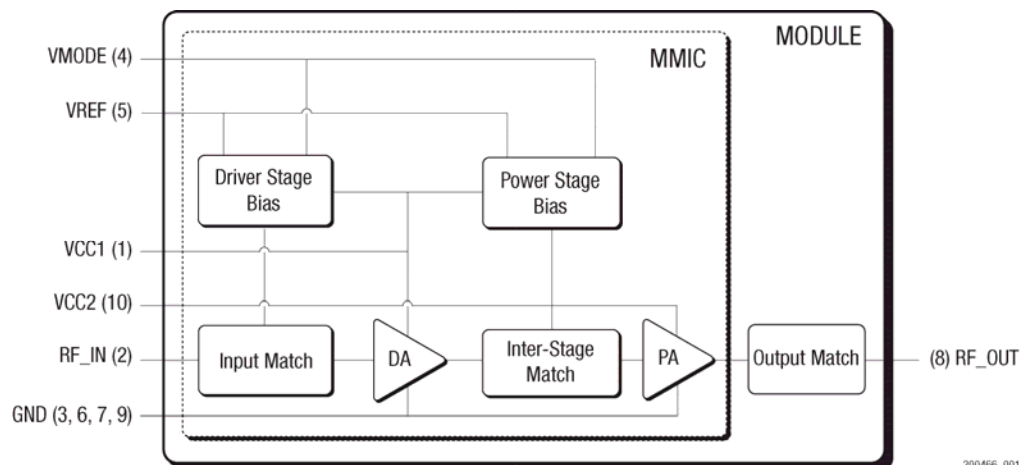 MODULE
MMIC
VMODE (4)
VREF (5)
Driver Stage
Bias
Power Stage
Bias
VCC1 (1)
VCC2 (10)
RF_IN (2)
Input Match
DA
Inter-Stage
Match
PA
Output Match
(8) RF_OUT
GND (3, 6, 7, 9)
200466_001